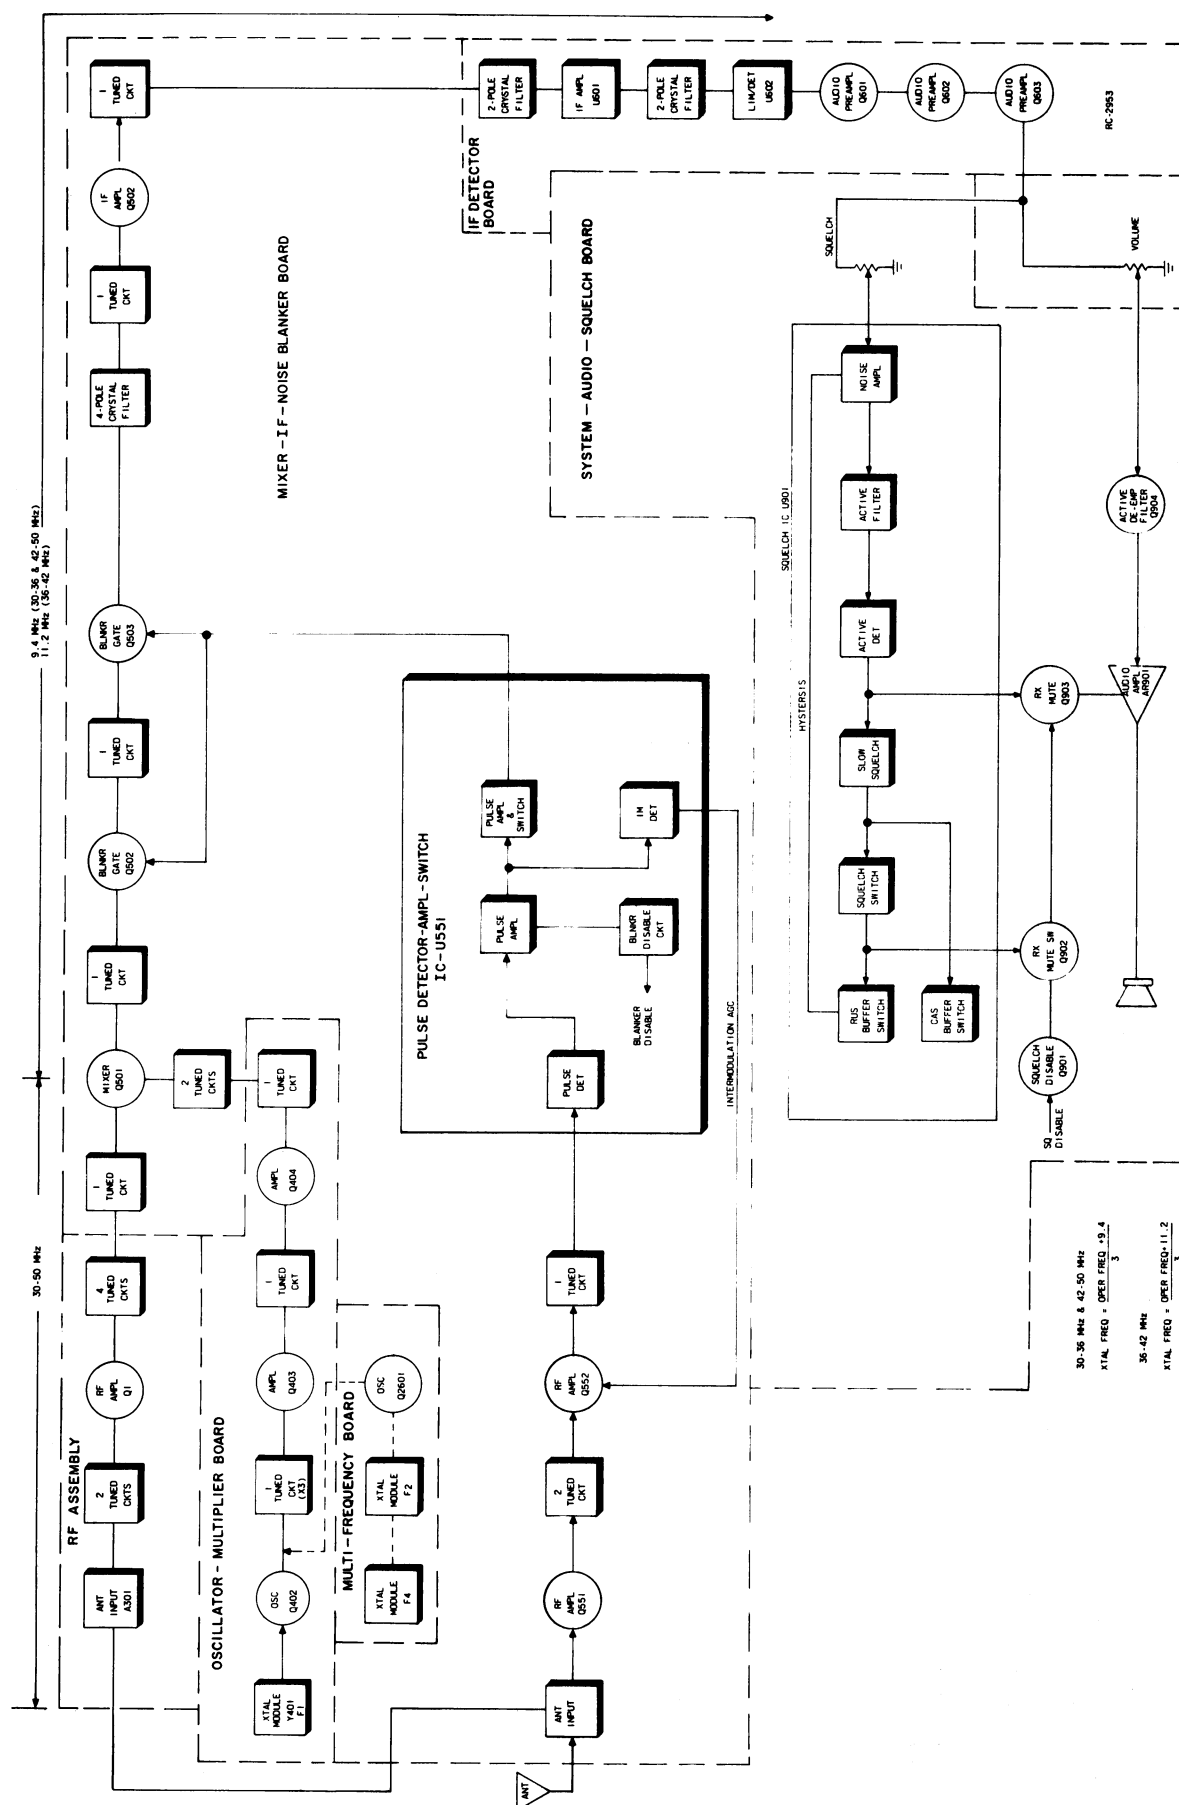 30-50 MHz
9.4 MHz (30-36 & 42-50 MHz)
11.2 MHz (36-42 MHz)
RF ASSEMBLY
ANT
INPUT
A301
2
TUNED
CKTS
RF
AMPL
Q1
4
TUNED
CKTS
1
TUNED
CKT
MIXER
Q501
1
TUNED
CKT
BLNKR
GATE
Q502
1
TUNED
CKT
BLNKR
GATE
Q503
4-POLE
CRYSTAL
FILTER
1
TUNED
CKT
IF
AMPL
Q502
1
TUNED
CKT
MIXER-IF-NOISE BLANKER BOARD
2
TUNED
CKTS
OSCILLATOR-MULTIPLIER BOARD
XTAL
MODULE
Y401
F1
OSC
Q402
1
TUNED
CKT
(X3)
AMPL
Q403
1
TUNED
CKT
AMPL
Q404
1
TUNED
CKT
MULTI-FREQUENCY BOARD
XTAL
MODULE
F4
XTAL
MODULE
F2
OSC
Q2601
ANT
ANT
INPUT
RF
AMPL
Q551
2
TUNED
CKT
RF
AMPL
Q552
1
TUNED
CKT
PULSE DETECTOR-AMPL-SWITCH
IC-U551
PULSE
DET
PULSE
AMPL
PULSE
AMPL
&
SWITCH
BLNKR
DISABLE
CKT
BLANKER
DISABLE
IM
DET
INTERMODULATION AGC
IF DETECTOR
BOARD
2-POLE
CRYSTAL
FILTER
IF AMPL
U601
2-POLE
CRYSTAL
FILTER
LIM/DET
U602
AUDIO
PREAMPL
Q601
AUDIO
PREAMPL
Q602
AUDIO
PREAMPL
Q603
RC-2953
SYSTEM-AUDIO-SQUELCH BOARD
SQUELCH
VOLUME
SQUELCH IC U901
HYSTERSIS
NOISE
AMPL
ACTIVE
FILTER
ACTIVE
DET
SLOW
SQUELCH
SQUELCH
SWITCH
RUS
BUFFER
SWITCH
CAS
BUFFER
SWITCH
SQ
DISABLE
SQUELCH
DISABLE
Q901
RX
MUTE SW
Q902
RX
MUTE
Q903
ACTIVE
DE-EMP
FILTER
Q904
AUDIO
AMPL
AR901
30-36 MHz & 42-50 MHz
XTAL FREQ = OPER FREQ +9.4
3
36-42 MHz
XTAL FREQ = OPER FREQ+11.2
3